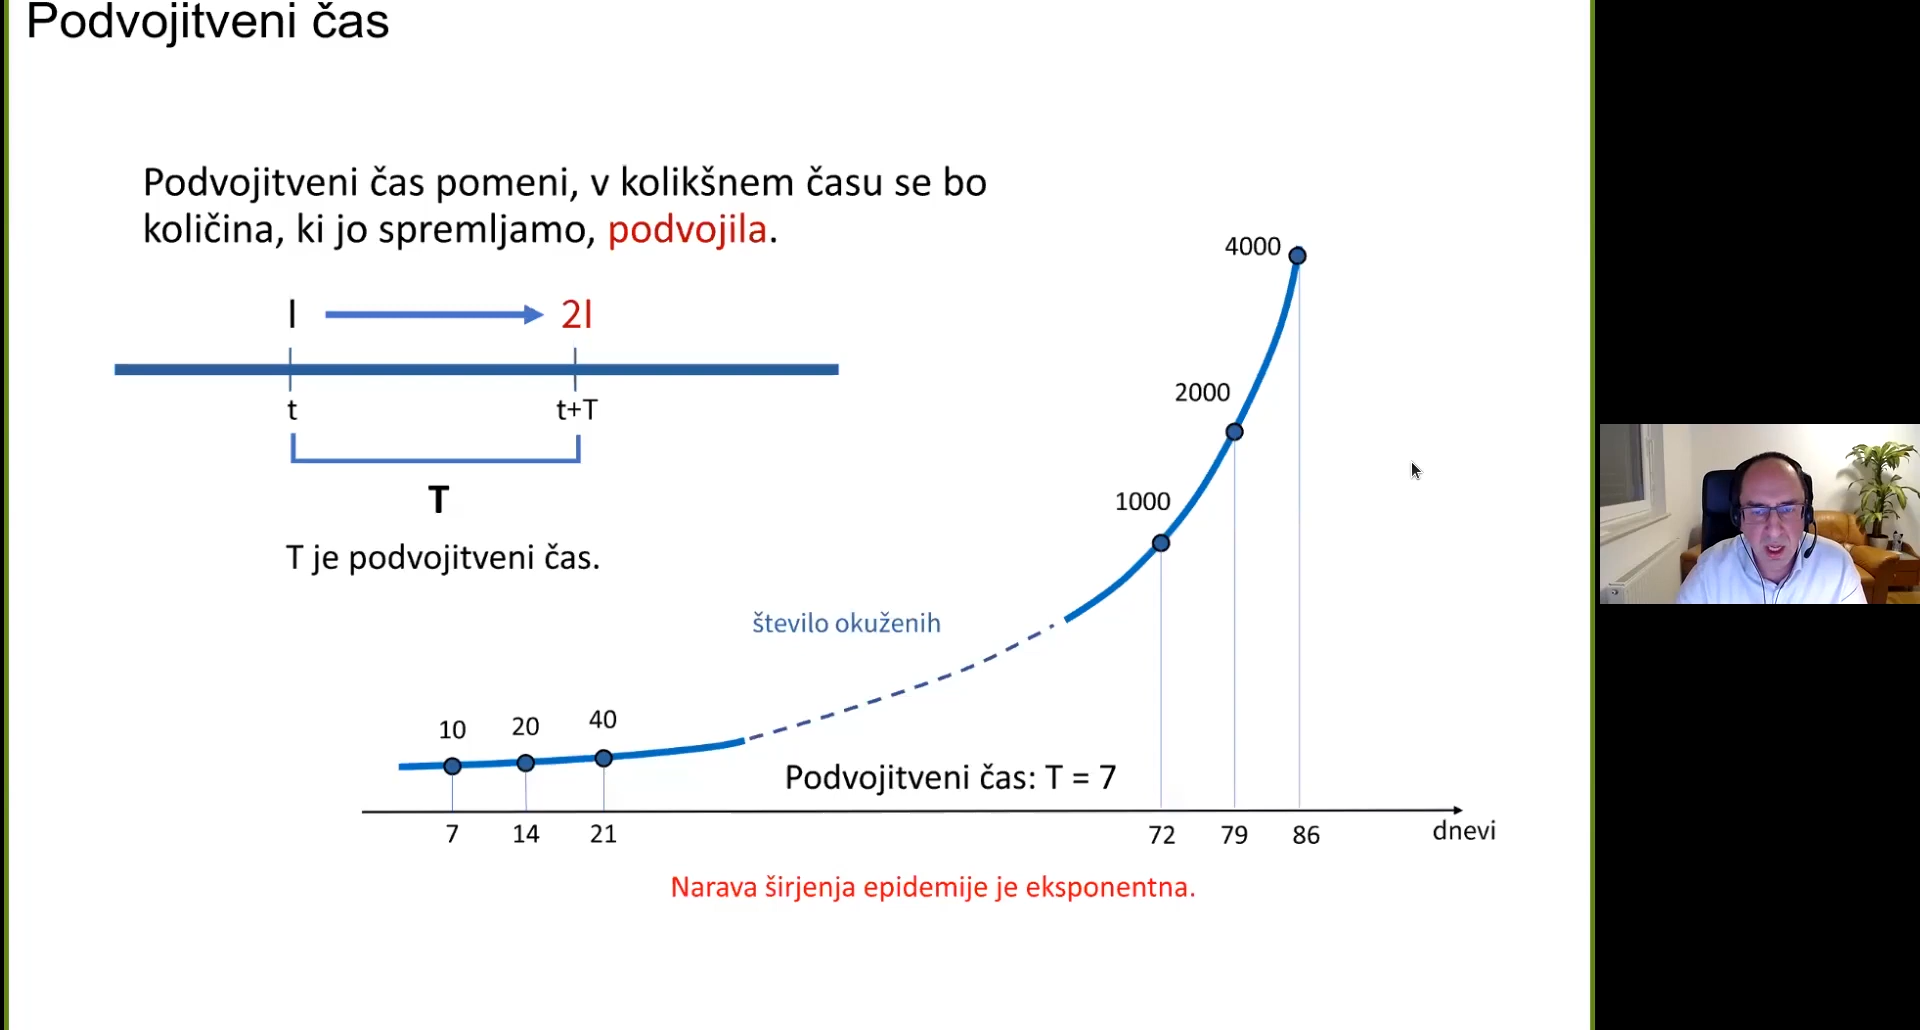 Podvojitveni čas
Podvojitveni čas pomeni, v kolikšnem času se bo
količina, ki jo spremljamo, podvojila.
I 2I
t t+T
T
T je podvojitveni čas.
4000
2000
1000
število okuženih
10 20 40
Podvojitveni čas: T = 7
7 14 21 72 79 86 dnevi
Narava širjenja epidemije je eksponentna.